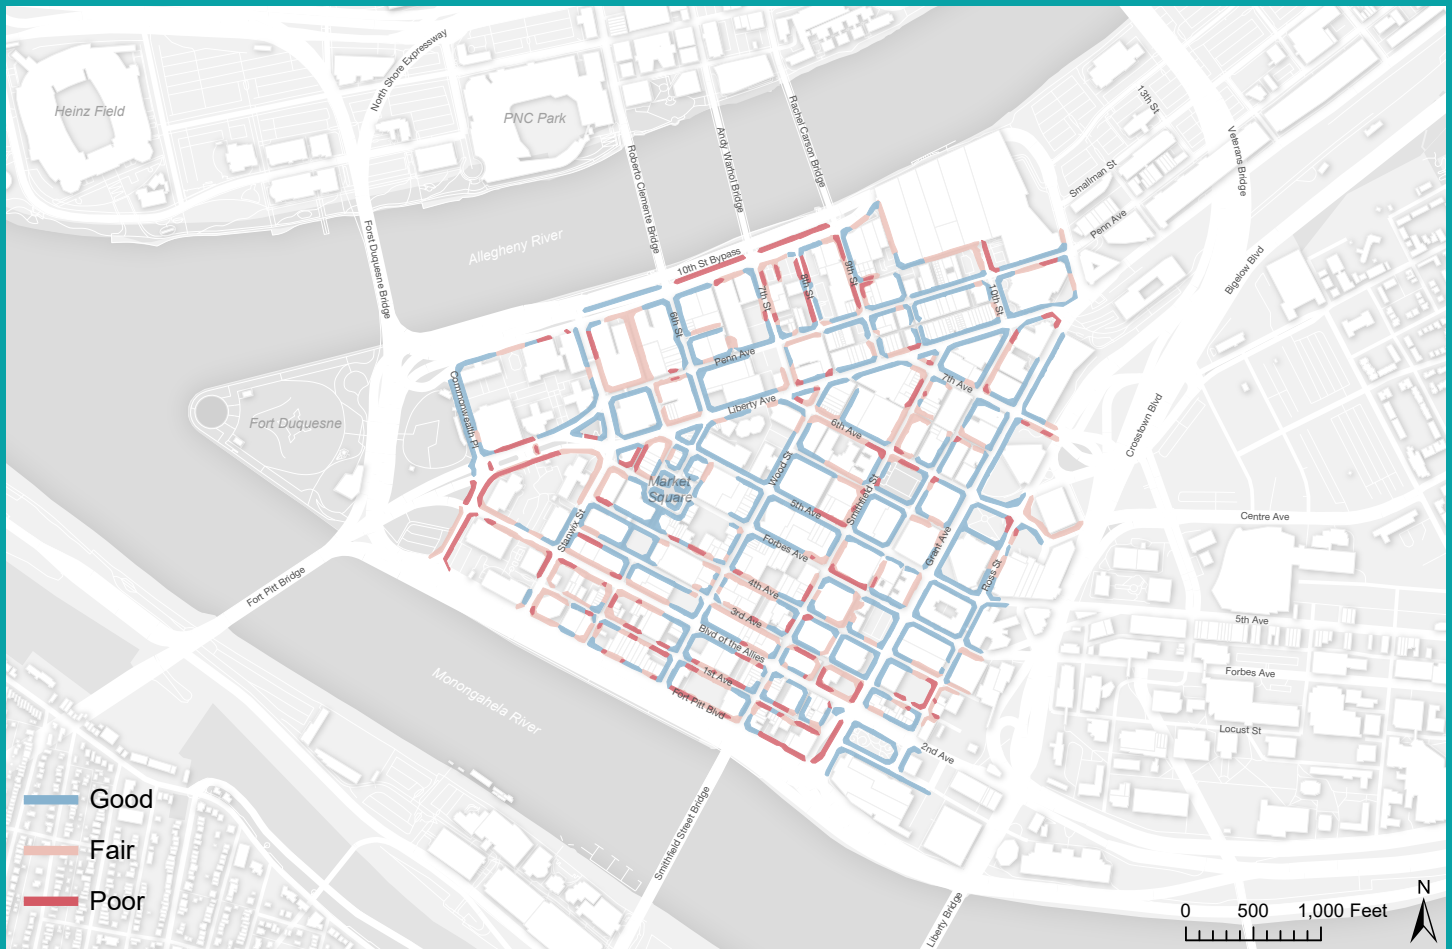 North Shore Expressway
Heinz Field
PNC Park
Roberto Clemente Bridge
Andy Warhol Bridge
Rachel Carson Bridge
13th St
Veterans Bridge
Smallman St
Penn Ave
Bigelow Blvd
Forst Duquesne Bridge
Allegheny River
10th St Bypass
6th St
7th St
8th St
9th St
10th St
Penn Ave
Liberty Ave
7th Ave
Commonwealth Pl
Fort Duquesne
6th Ave
Crosstown Blvd
Wood St
Market
Square
Smithfield St
5th Ave
Stanwix St
Forbes Ave
Grant Ave
Ross St
Centre Ave
4th Ave
3rd Ave
Blvd of the Allies
1st Ave
Fort Pitt Blvd
Fort Pitt Bridge
Monongahela River
5th Ave
Forbes Ave
Locust St
2nd Ave
Smithfield Street Bridge
Liberty Bridge
Good
Fair
Poor
0 500 1,000 Feet
N